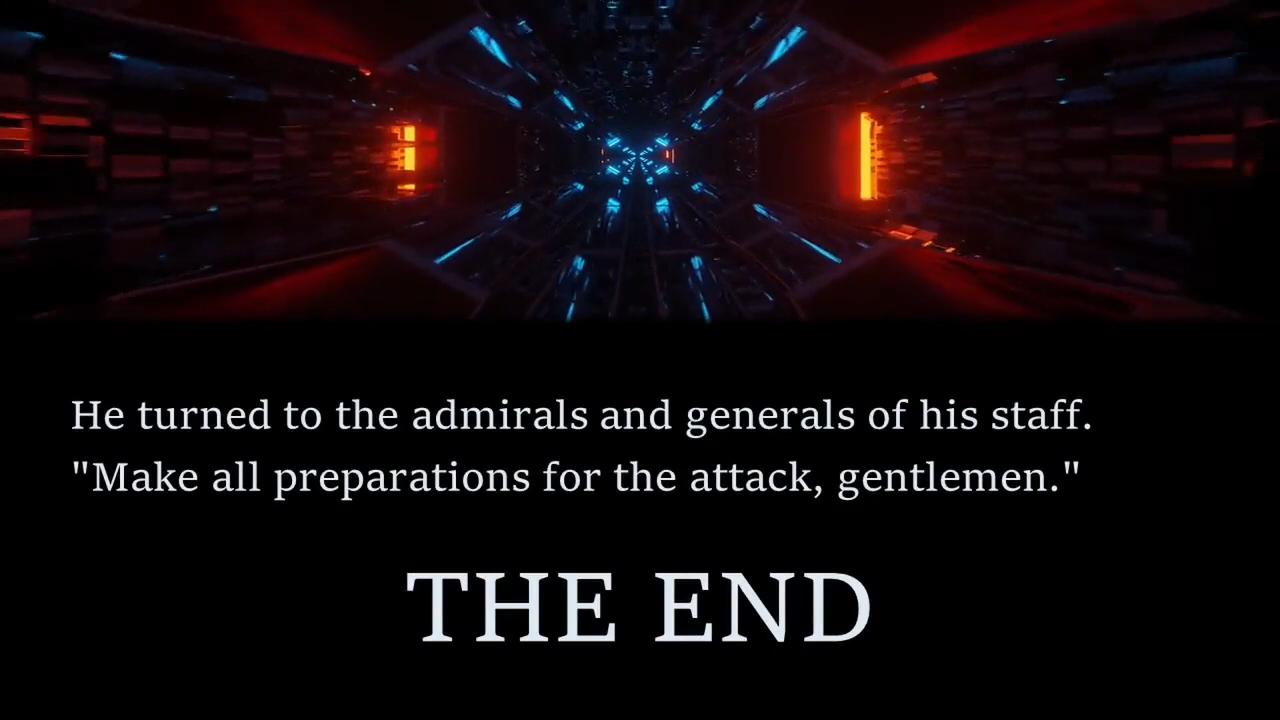 He turned to the admirals and generals of his staff.
"Make all preparations for the attack, gentlemen."
THE END